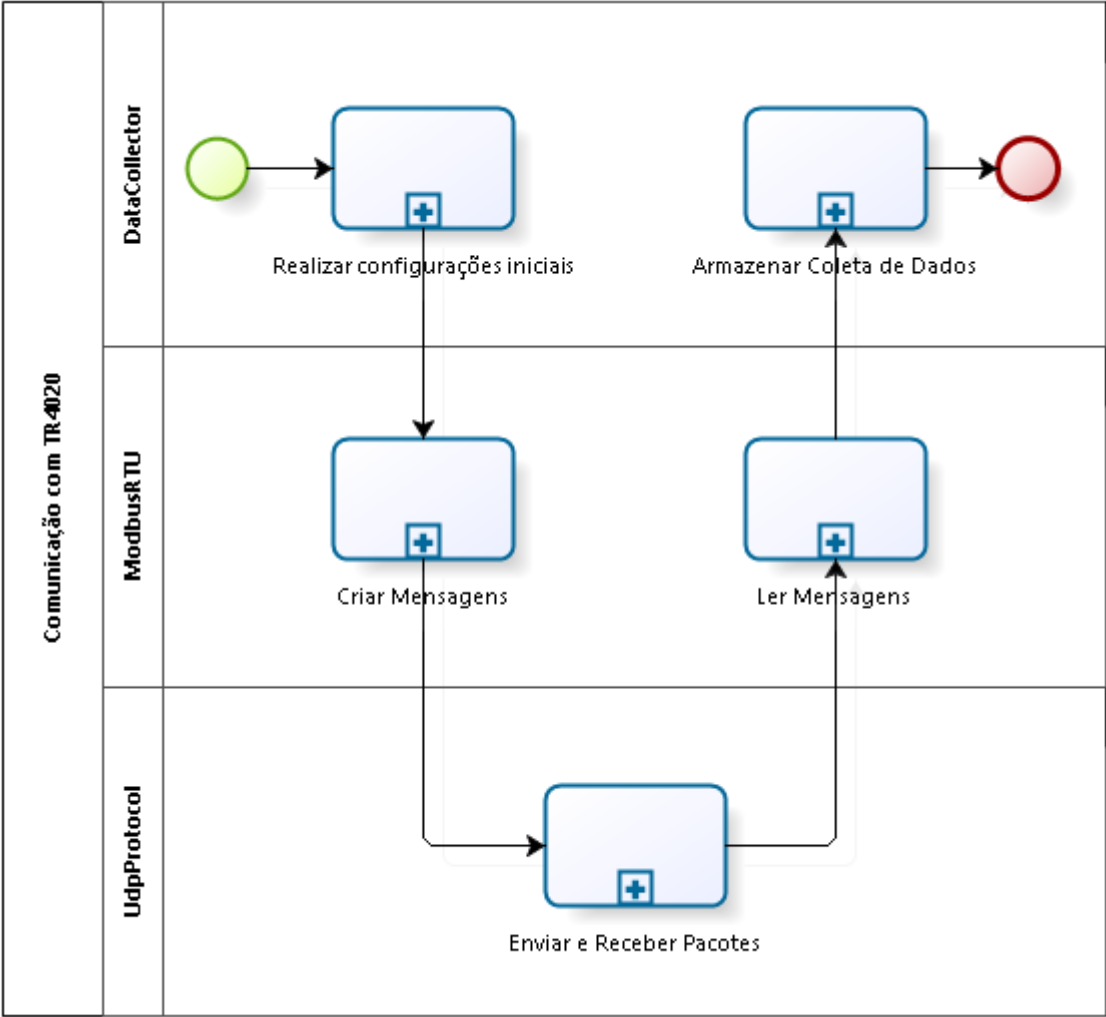 Comunicação com TR4020
DataCollector
Realizar configurações iniciais
Armazenar Coleta de Dados
ModbusRTU
Criar Mensagens
Ler Mensagens
UdpProtocol
Enviar e Receber Pacotes